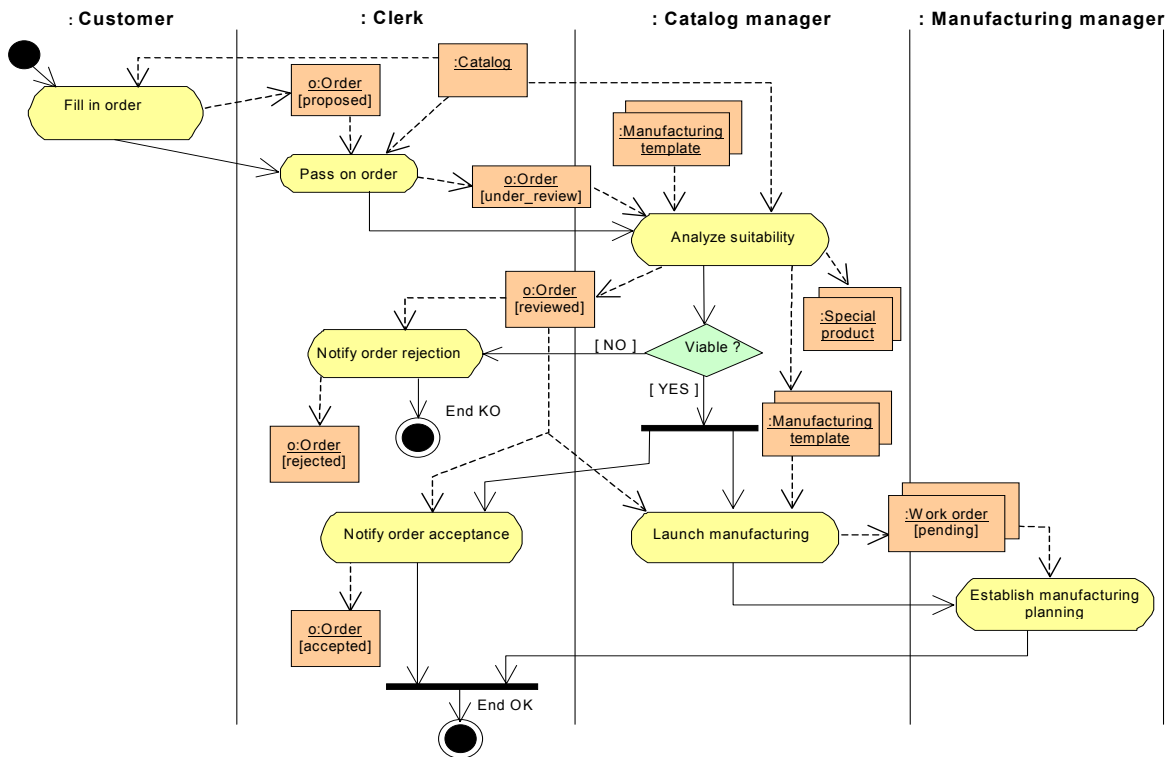 : Customer
: Clerk
: Catalog manager
: Manufacturing manager
:Catalog
Fill in order
o:Order
[proposed]
:Manufacturing
template
Pass on order
o:Order
[under_review]
Analyze suitability
o:Order
[reviewed]
:Special
product
Notify order rejection
[ NO ]
Viable ?
[ YES ]
End KO
:Manufacturing
template
o:Order
[rejected]
Notify order acceptance
Launch manufacturing
:Work order
[pending]
Establish manufacturing
planning
o:Order
[accepted]
End OK